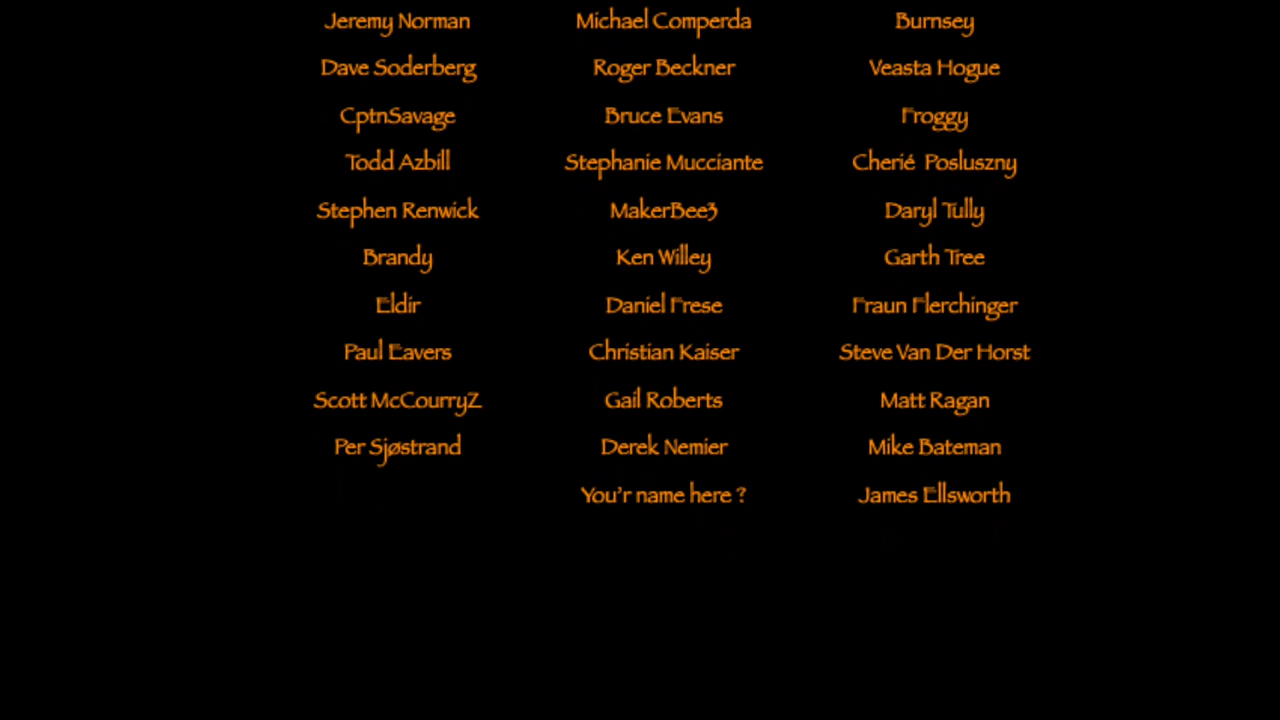 Jeremy Norman Michael Comperda Burnsey
Dave Soderberg Roger Beckner Veasta Hogue
CptnSavage Bruce Evans Froggy
Todd Azbill Stephanie Mucciante Cherié Posluszny
Stephen Renwick MakerBee3 Daryl Tully
Brandy Ken Willey Garth Tree
Eldir Daniel Frese Fraun Flerchinger
Paul Eavers Christian Kaiser Steve Van Der Horst
Scott McCourryZ Gail Roberts Matt Ragan
Per Sjøstrand Derek Nemier Mike Bateman
You'r name here ? James Ellsworth